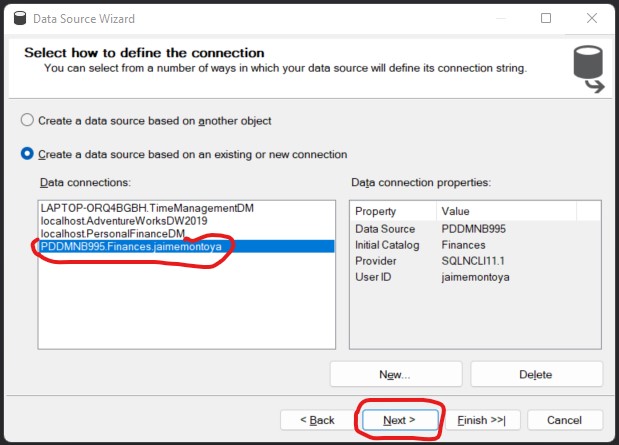 Data Source Wizard
Select how to define the connection
You can select from a number of ways in which your data source will define its connection string.
Create a data source based on another object
Create a data source based on an existing or new connection
Data connections:
Data connection properties:
LAPTOP-ORQ4BGBH.TimeManagementDM
localhost.AdventureWorksDW2019
localhost.PersonalFinanceDM
PDDMNB995.Finances.jaimemontoya
Property Value
Data Source PDDMNB995
Initial Catalog Finances
Provider SQLNCLI11.1
User ID jaimemontoya
New... Delete
< Back Next > Finish >>| Cancel